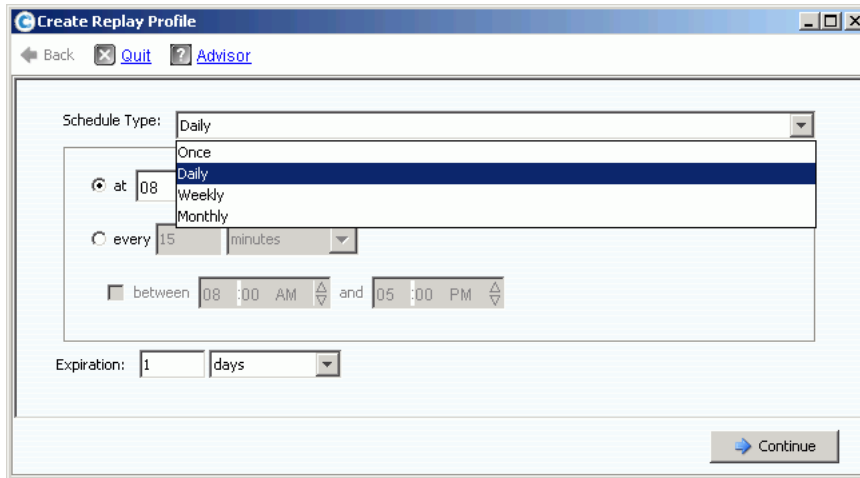 Create Replay Profile
Back Quit ? Advisor
Schedule Type: Daily
Once
Daily
Weekly
Monthly
at 08
every 15 minutes
between 08 :00 AM and 05 :00 PM
Expiration: 1 days
Continue